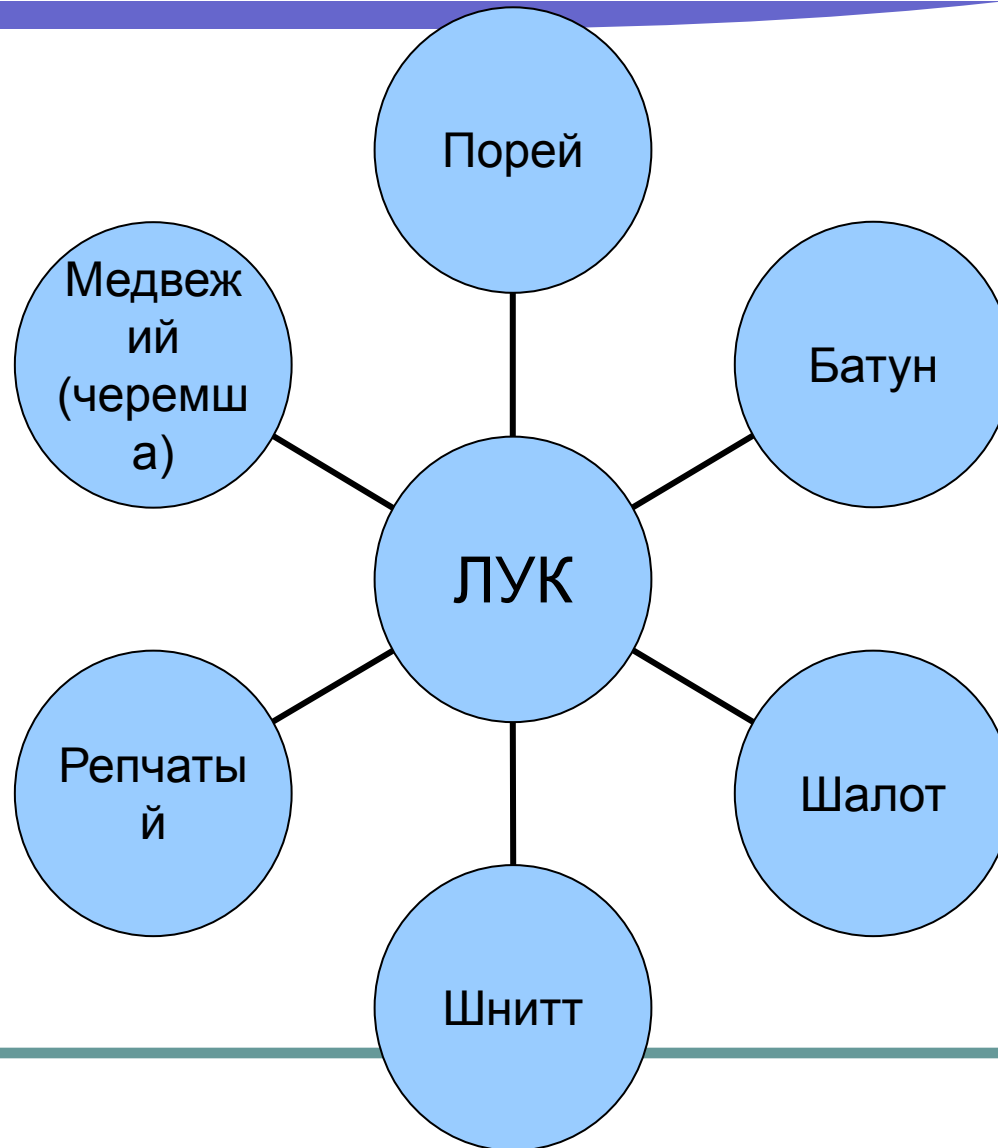 Порей
Медвеж
ий
(черемш
а)
Батун
ЛУК
Репчаты
й
Шалот
Шнитт